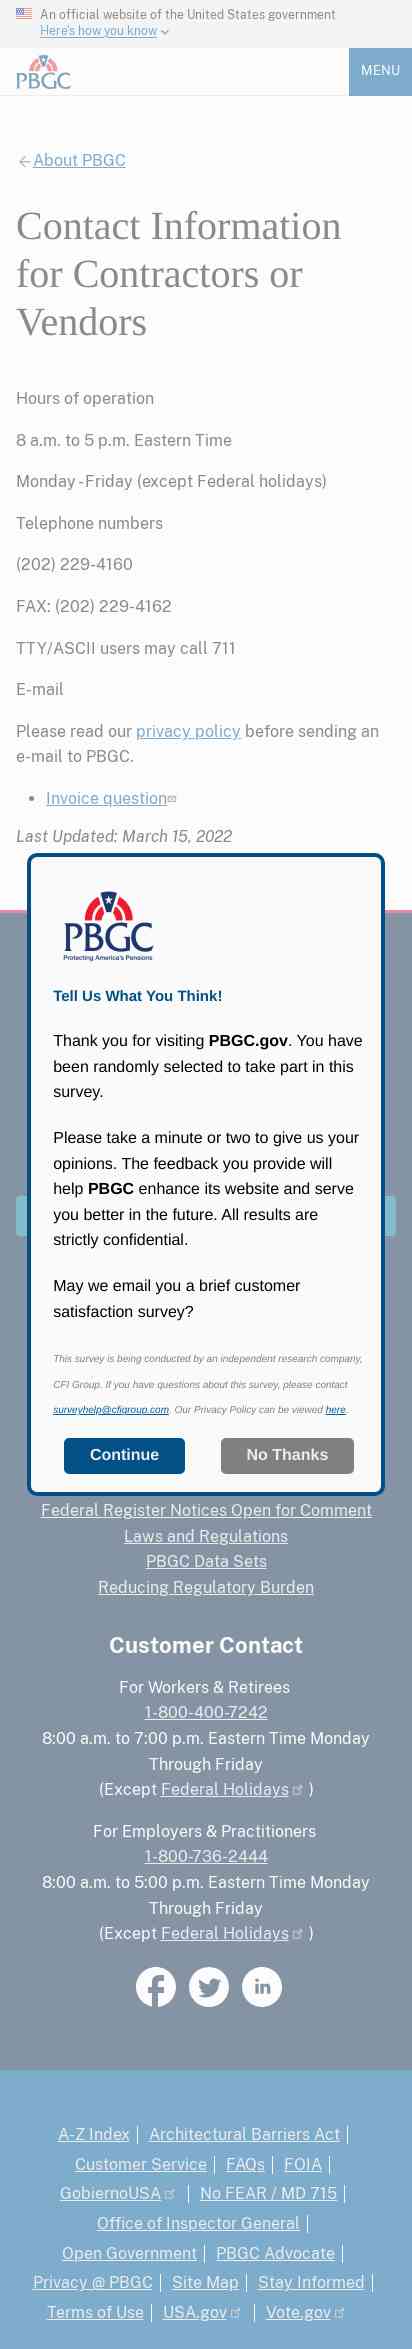 An official website of the United States government
Here's how you know
PBGC
MENU
About PBGC
Contact Information
for Contractors or
Vendors
Hours of operation
8 a.m. to 5 p.m. Eastern Time
Monday - Friday (except Federal holidays)
Telephone numbers
(202) 229-4160
FAX: (202) 229-4162
TTY/ASCII users may call 711
E-mail
Please read our privacy policy before sending an
e-mail to PBGC.
• Invoice question
Last Updated: March 15, 2022
PBGC
Protecting America's Pensions
Tell Us What You Think!
Thank you for visiting PBGC.gov. You have
been randomly selected to take part in this
survey.
Please take a minute or two to give us your
opinions. The feedback you provide will
help PBGC enhance its website and serve
you better in the future. All results are
strictly confidential.
May we email you a brief customer
satisfaction survey?
This survey is being conducted by an independent research company,
CFI Group. If you have questions about this survey, please contact
surveyhelp@cfigroup.com. Our Privacy Policy can be viewed here.
Continue No Thanks
Federal Register Notices Open for Comment
Laws and Regulations
PBGC Data Sets
Reducing Regulatory Burden
Customer Contact
For Workers & Retirees
1-800-400-7242
8:00 a.m. to 7:00 p.m. Eastern Time Monday
Through Friday
(Except Federal Holidays )
For Employers & Practitioners
1-800-736-2444
8:00 a.m. to 5:00 p.m. Eastern Time Monday
Through Friday
(Except Federal Holidays )
A-Z Index | Architectural Barriers Act |
Customer Service | FAQs | FOIA |
GobiernoUSA | No FEAR / MD 715 |
Office of Inspector General |
Open Government | PBGC Advocate |
Privacy @ PBGC | Site Map | Stay Informed |
Terms of Use | USA.gov | Vote.gov